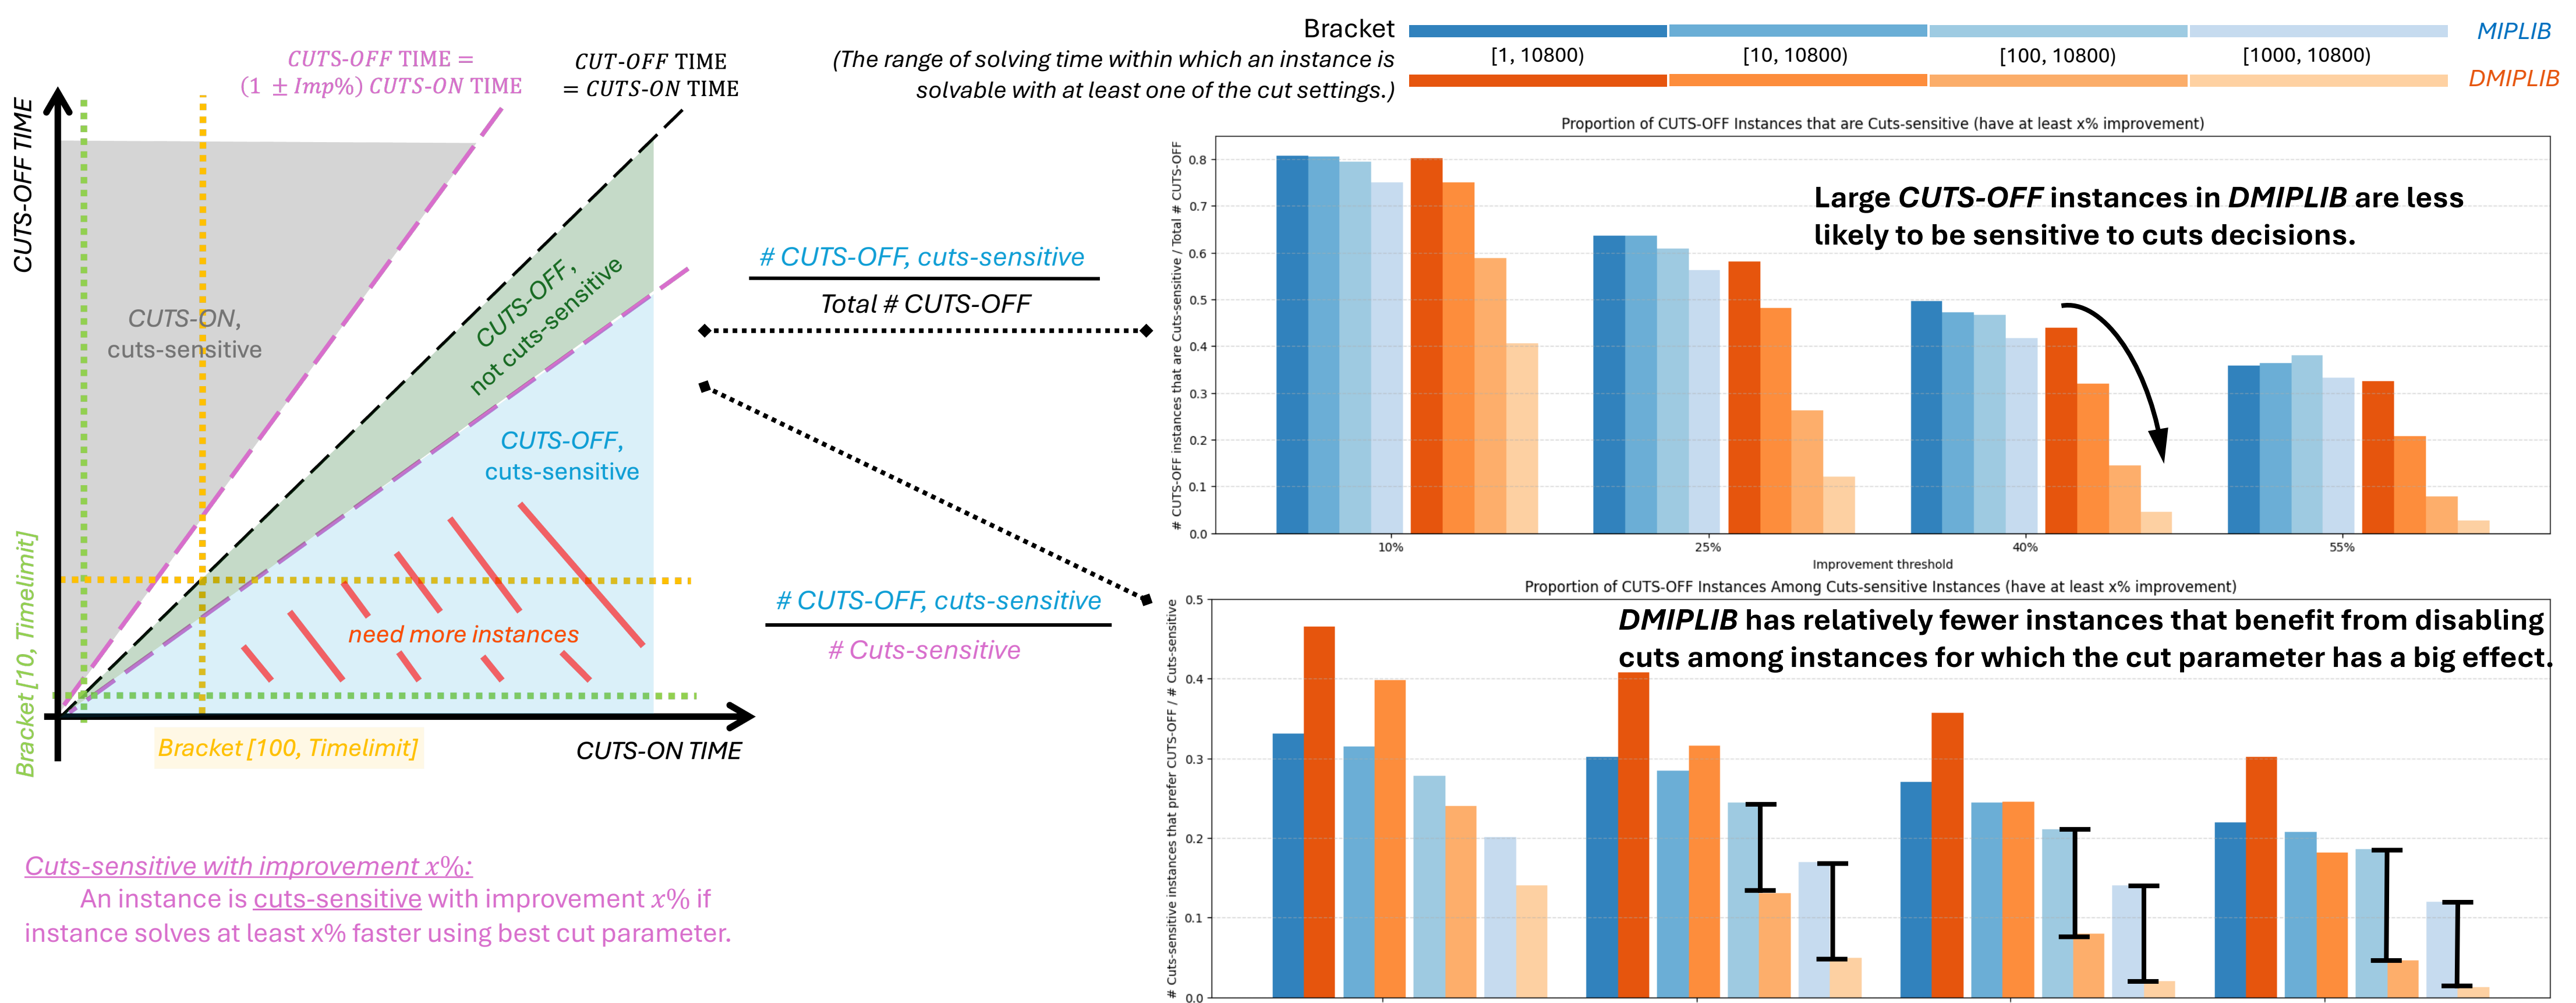 CUTS-OFF TIME =
(1 ±Imp%) CUTS-ON TIME
CUT-OFF TIME
= CUTS-ON TIME
CUTS-OFF TIME
CUTS-ON,
cuts-sensitive
CUTS-OFF,
not cuts-sensitive
CUTS-OFF,
cuts-sensitive
need more instances
Bracket [10, Timelimit]
Bracket [100, Timelimit]
CUTS-ON TIME
Cuts-sensitive with improvement x%:
An instance is cuts-sensitive with improvement x% if
instance solves at least x% faster using best cut parameter.
# CUTS-OFF, cuts-sensitive
Total # CUTS-OFF
# CUTS-OFF, cuts-sensitive
# Cuts-sensitive
Bracket
(The range of solving time within which an instance is
solvable with at least one of the cut settings.)
MIPLIB
[1, 10800) [10, 10800) [100, 10800) [1000, 10800)
DMIPLIB
Proportion of CUTS-OFF Instances that are Cuts-sensitive (have at least x% improvement)
# CUTS-OFF instances that are Cuts-sensitive / Total # CUTS-OFF
0.8
0.7
0.6
0.5
0.4
0.3
0.2
0.1
0.0
Large CUTS-OFF instances in DMIPLIB are less
likely to be sensitive to cuts decisions.
10% 25% 40% 55%
Improvement threshold
Proportion of CUTS-OFF Instances Among Cuts-sensitive Instances (have at least x% improvement)
# Cuts-sensitive instances that prefer CUTS-OFF / # Cuts-sensitive
0.5
0.4
0.3
0.2
0.1
0.0
DMIPLIB has relatively fewer instances that benefit from disabling
cuts among instances for which the cut parameter has a big effect.